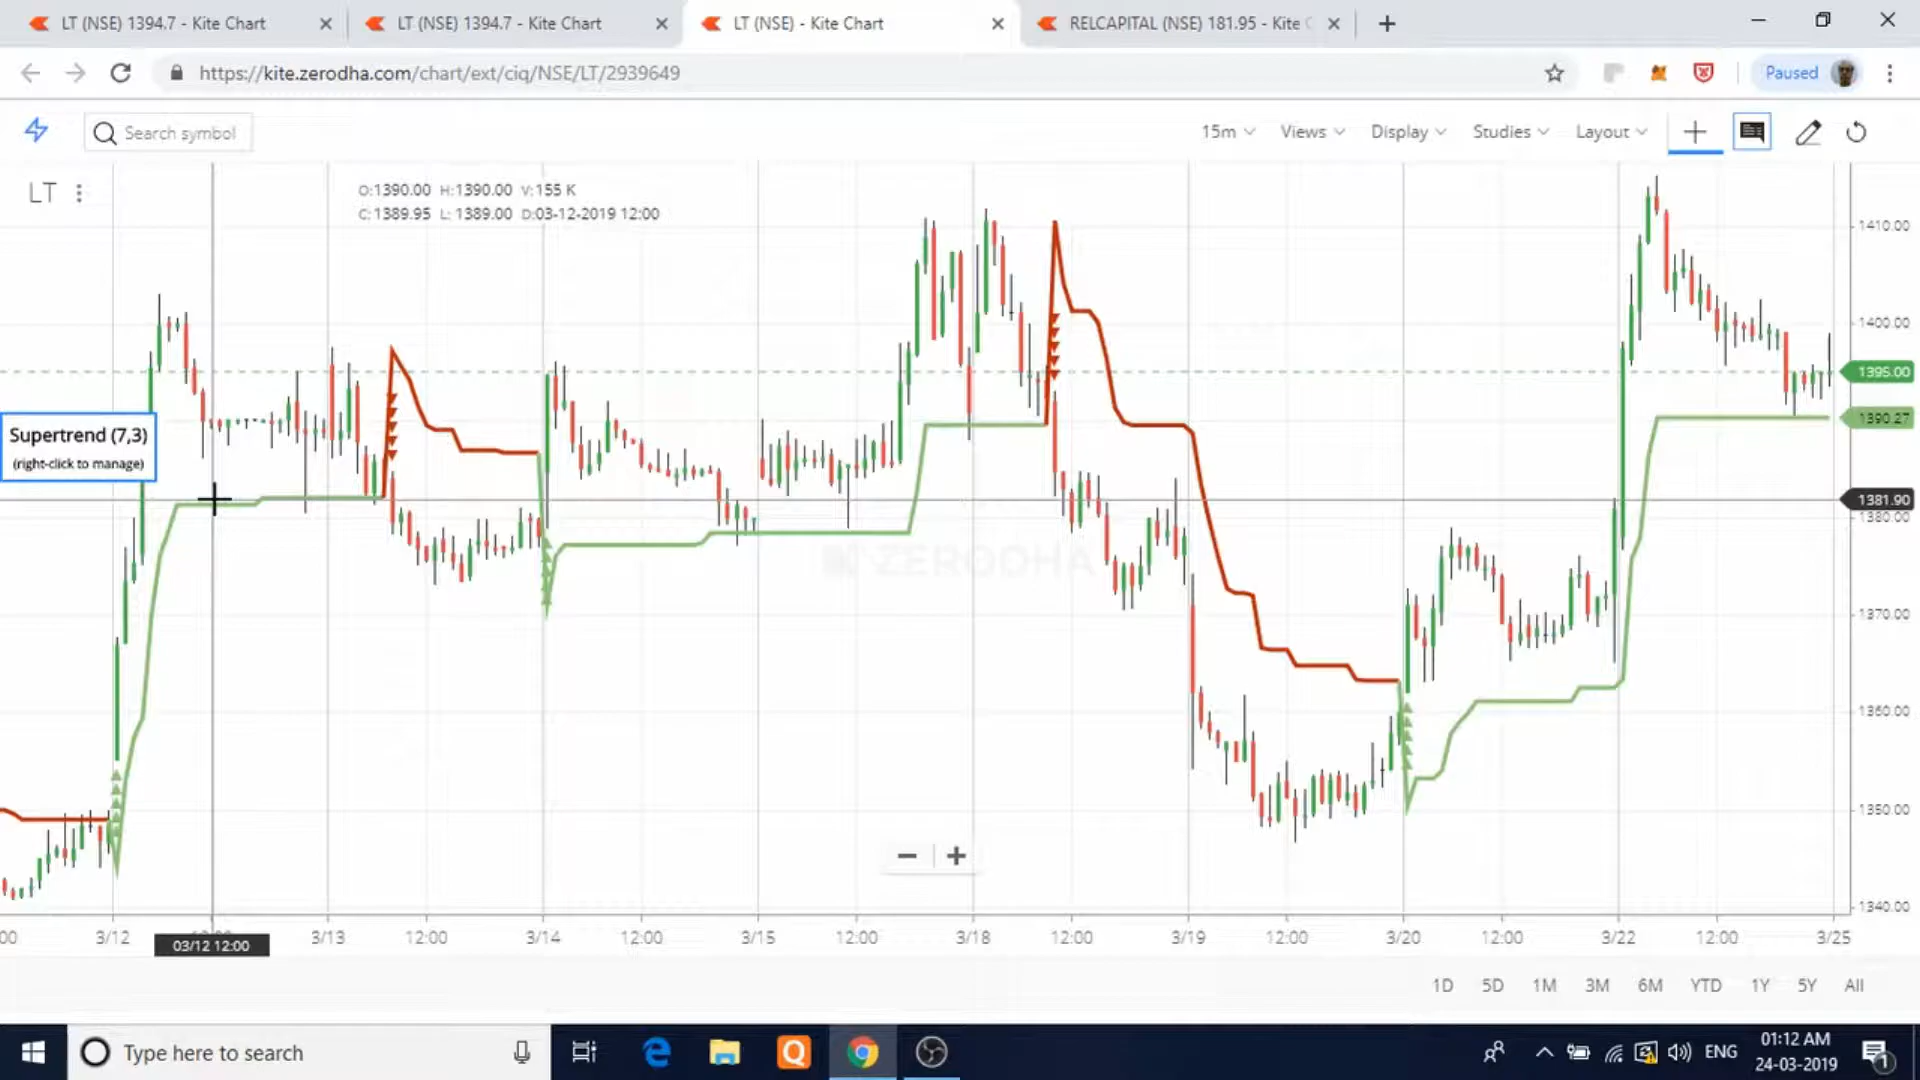 LT (NSE) 1394.7 - Kite Chart
LT (NSE) 1394.7 - Kite Chart
LT (NSE) - Kite Chart
RELCAPITAL (NSE) 181.95 - Kite C
https://kite.zerodha.com/chart/ext/ciq/NSE/LT/2939649
Paused
Search symbol
15m
Views
Display
Studies
Layout
LT
O:1390.00 H:1390.00 V:155 K
C:1389.95 L: 1389.00 D:03-12-2019 12:00
1410.00
1400.00
1395.00
1390.27
1381.90
1380.00
1370.00
1360.00
1350.00
1340.00
Supertrend (7,3)
(right-click to manage)
ZERODHA
:00
3/12
03/12 12:00
3/13
12:00
3/14
12:00
3/15
12:00
3/18
12:00
3/19
12:00
3/20
12:00
3/22
12:00
3/25
1D 5D 1M 3M 6M YTD 1Y 5Y All
Type here to search
ENG
01:12 AM
24-03-2019
1